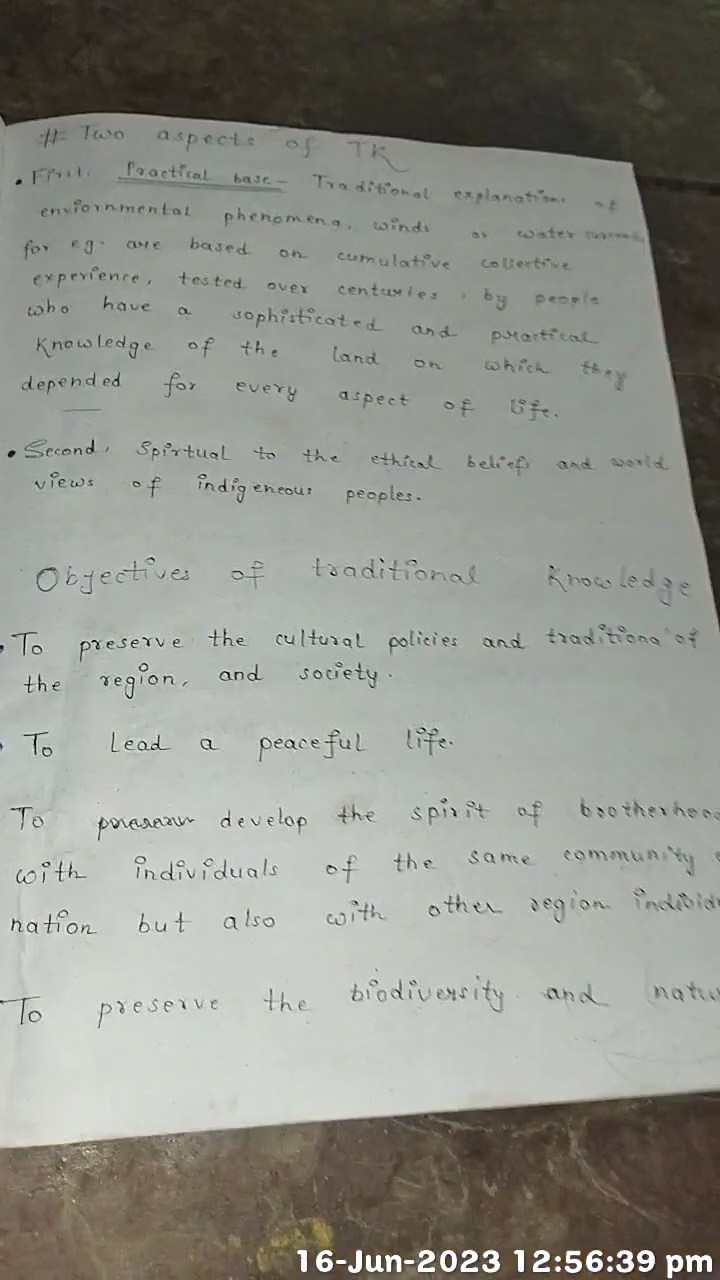 # Two aspects of TK
• First, Practical base - Traditional explanations of
enviornmental phenomena, winds or water
for eg. are based on cumulative collective
experience, tested over centuries, by people
who have a sophisticated and practical
Knowledge of the land on which they
depended for every aspect of life.
• Second, Spirtual to the ethical beliefs and world
views of indigeneous peoples.
Objectives of traditional Knowledge
• To preserve the cultural policies and traditions of
the region, and society.
• To Lead a peaceful life.
To develop the spirit of brotherhood
with individuals of the same community
nation but also with other region individu
To preserve the biodiversity and natu
16-Jun-2023 12:56:39 pm